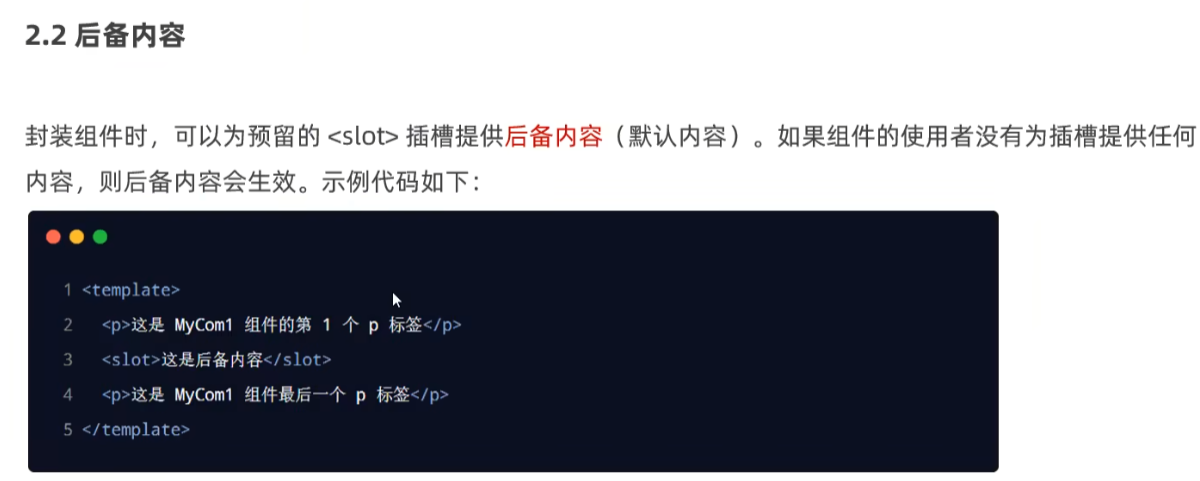 2.2 后备内容
封装组件时，可以为预留的 <slot> 插槽提供后备内容（默认内容）。如果组件的使用者没有为插槽提供任何
内容，则后备内容会生效。示例代码如下：
1 <template>
2 <p>这是 MyCom1 组件的第 1 个 p 标签</p>
3 <slot>这是后备内容</slot>
4 <p>这是 MyCom1 组件最后一个 p 标签</p>
5 </template>